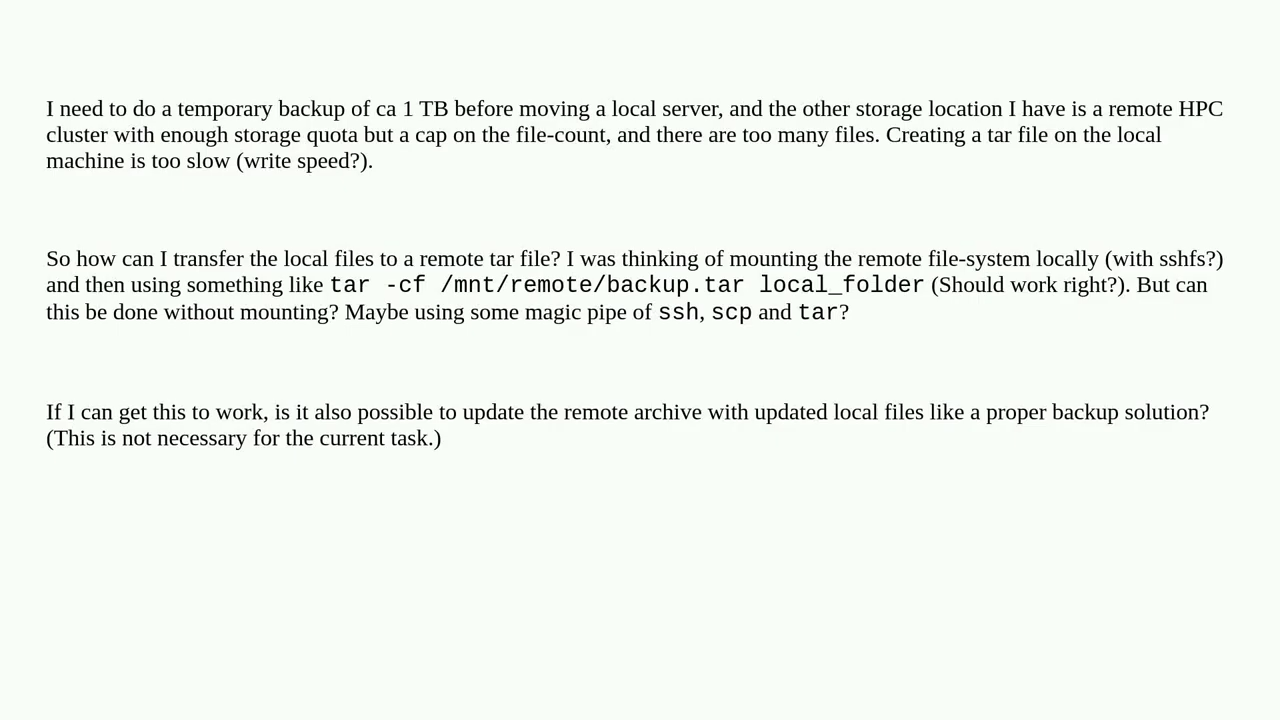 I need to do a temporary backup of ca 1 TB before moving a local server, and the other storage location I have is a remote HPC
cluster with enough storage quota but a cap on the file-count, and there are too many files. Creating a tar file on the local
machine is too slow (write speed?).
So how can I transfer the local files to a remote tar file? I was thinking of mounting the remote file-system locally (with sshfs?)
and then using something like tar -cf /mnt/remote/backup.tar local_folder (Should work right?). But can
this be done without mounting? Maybe using some magic pipe of ssh, scp and tar?
If I can get this to work, is it also possible to update the remote archive with updated local files like a proper backup solution?
(This is not necessary for the current task.)